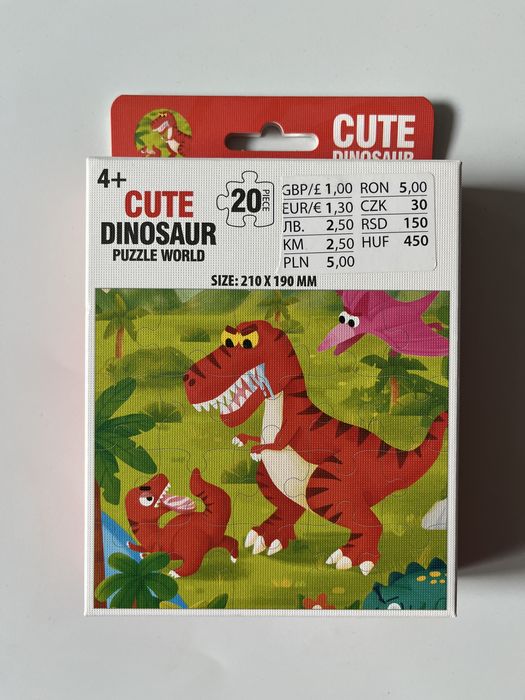 CUTE
DINOSAUR
4+
CUTE
DINOSAUR
PUZZLE WORLD
20
PIECE
GBP/£ 1,00 RON 5,00
EUR/€ 1,30 CZK 30
ЛВ. 2,50 RSD 150
KM 2,50 HUF 450
PLN 5,00
SIZE: 210 X 190 MM